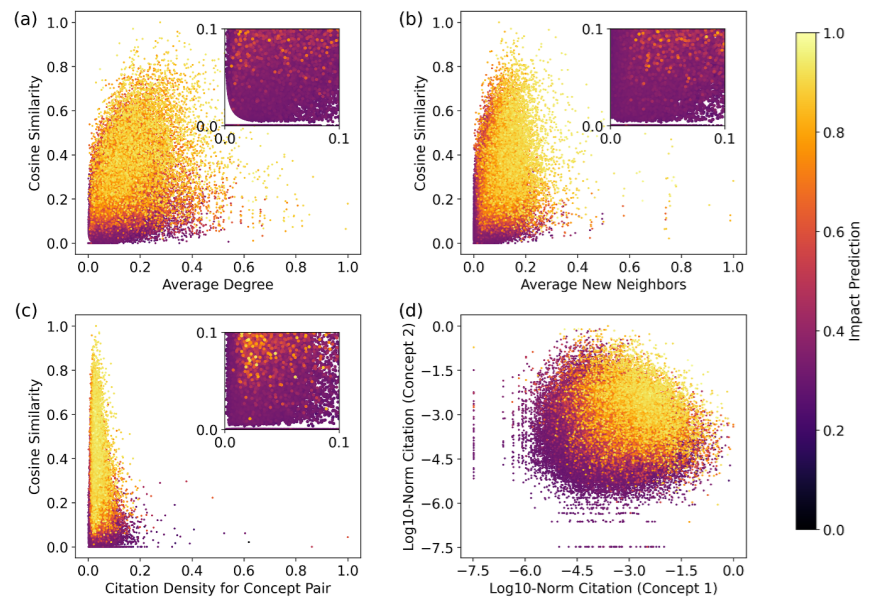 (a)
Cosine Similarity
1.0
0.8
0.6
0.4
0.2
0.0
0.0 0.2 0.4 0.6 0.8 1.0
Average Degree
0.1
0.0
0.0 0.1
(b)
Cosine Similarity
1.0
0.8
0.6
0.4
0.2
0.0
0.0 0.2 0.4 0.6 0.8 1.0
Average New Neighbors
0.1
0.0
0.0 0.1
(c)
Cosine Similarity
1.0
0.8
0.6
0.4
0.2
0.0
0.0 0.2 0.4 0.6 0.8 1.0
Citation Density for Concept Pair
0.1
0.0
0.0 0.1
(d)
Log10-Norm Citation (Concept 2)
0.0
−1.5
−3.0
−4.5
−6.0
−7.5
−7.5 −6.0 −4.5 −3.0 −1.5 0.0
Log10-Norm Citation (Concept 1)
1.0
0.8
0.6
0.4
0.2
0.0
Impact Prediction